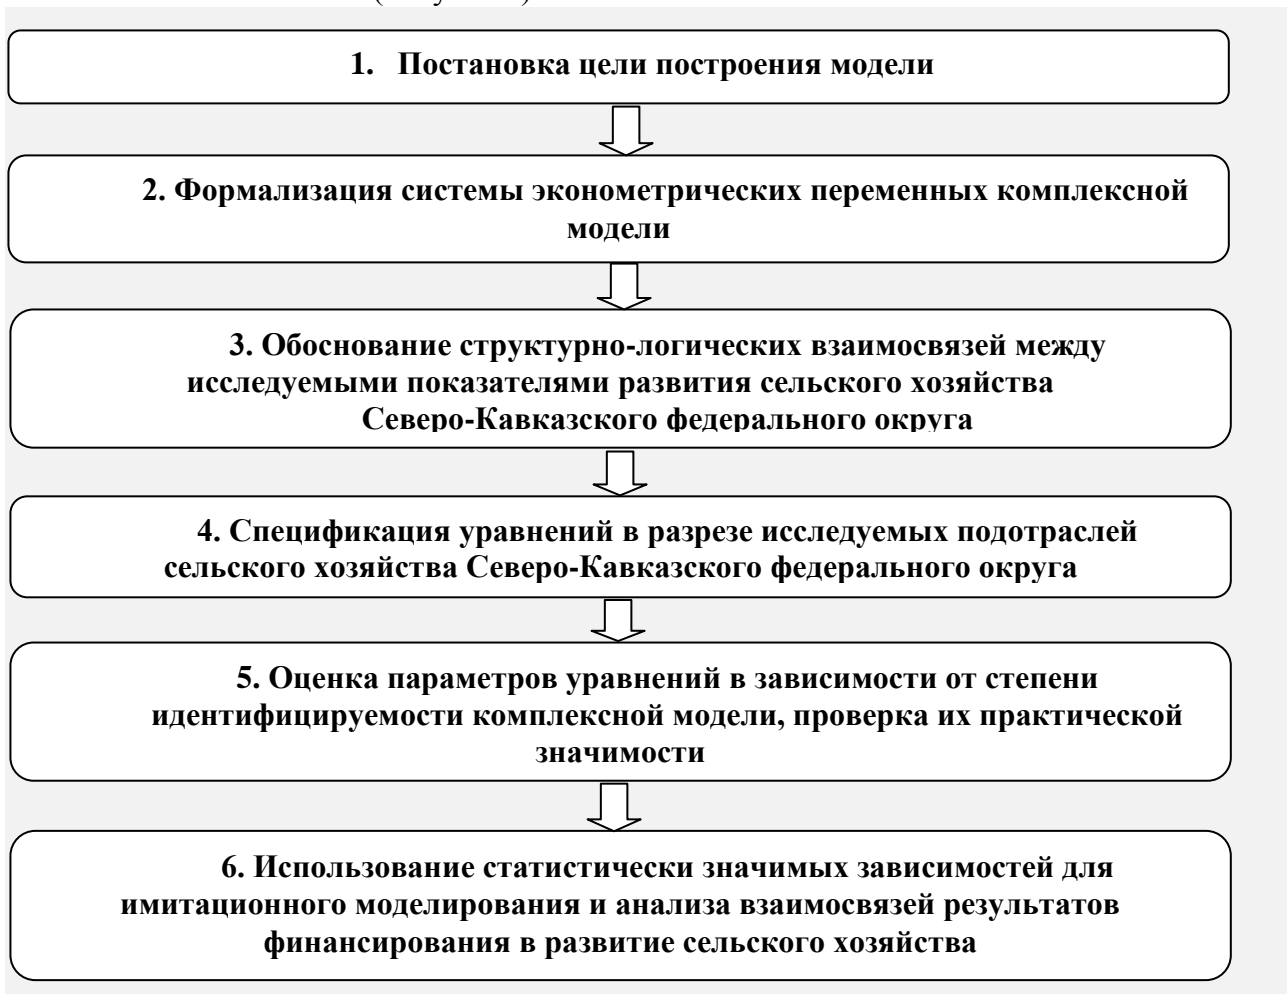 1. Постановка цели построения модели
2. Формализация системы эконометрических переменных комплексной
модели
3. Обоснование структурно-логических взаимосвязей между
исследуемыми показателями развития сельского хозяйства
Северо-Кавказского федерального округа
4. Спецификация уравнений в разрезе исследуемых подотраслей
сельского хозяйства Северо-Кавказского федерального округа
5. Оценка параметров уравнений в зависимости от степени
идентифицируемости комплексной модели, проверка их практической
значимости
6. Использование статистически значимых зависимостей для
имитационного моделирования и анализа взаимосвязей результатов
финансирования в развитие сельского хозяйства